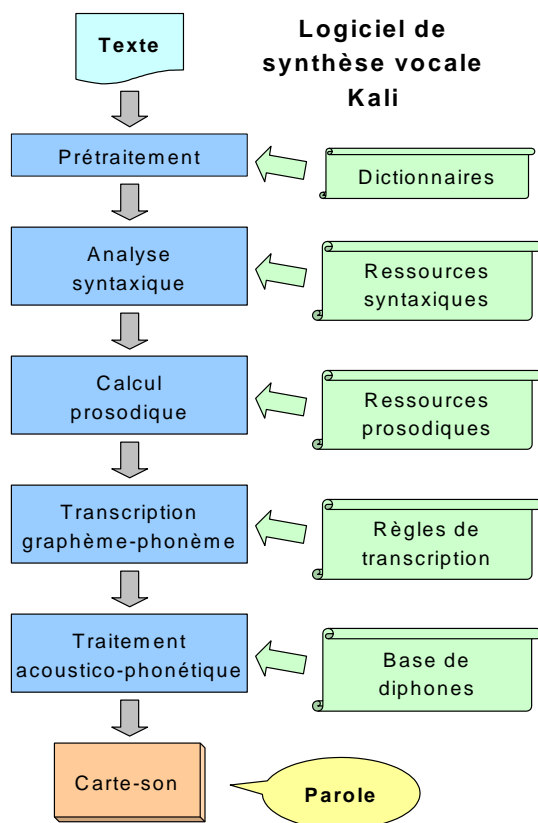 Texte
Logiciel de
synthèse vocale
Kali
Prétraitement
Dictionnaires
Analyse
syntaxique
Ressources
syntaxiques
Calcul
prosodique
Ressources
prosodiques
Transcription
graphème-phonème
Règles de
transcription
Traitement
acoustico-phonétique
Base de
diphones
Carte-son
Parole